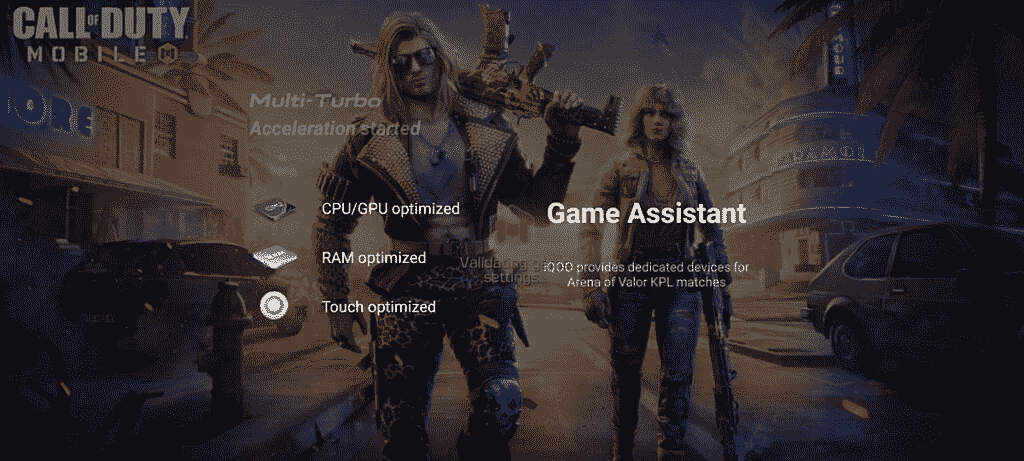 CALL OF DUTY
MOBILE
ORE
Multi-Turbo
Acceleration started
CPU/GPU optimized
RAM optimized
Touch optimized
Game Assistant
Validating
settings...
iQOO provides dedicated devices for
Arena of Valor KPL matches